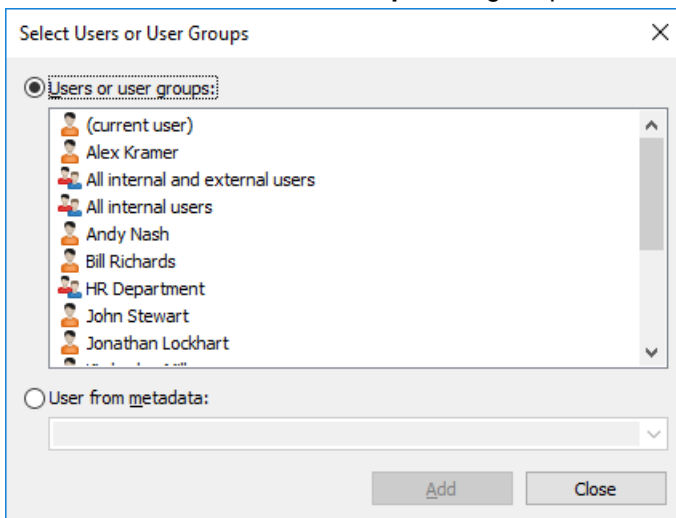 Select Users or User Groups
Users or user groups:
(current user)
Alex Kramer
All internal and external users
All internal users
Andy Nash
Bill Richards
HR Department
John Stewart
Jonathan Lockhart
User from metadata:
Add
Close